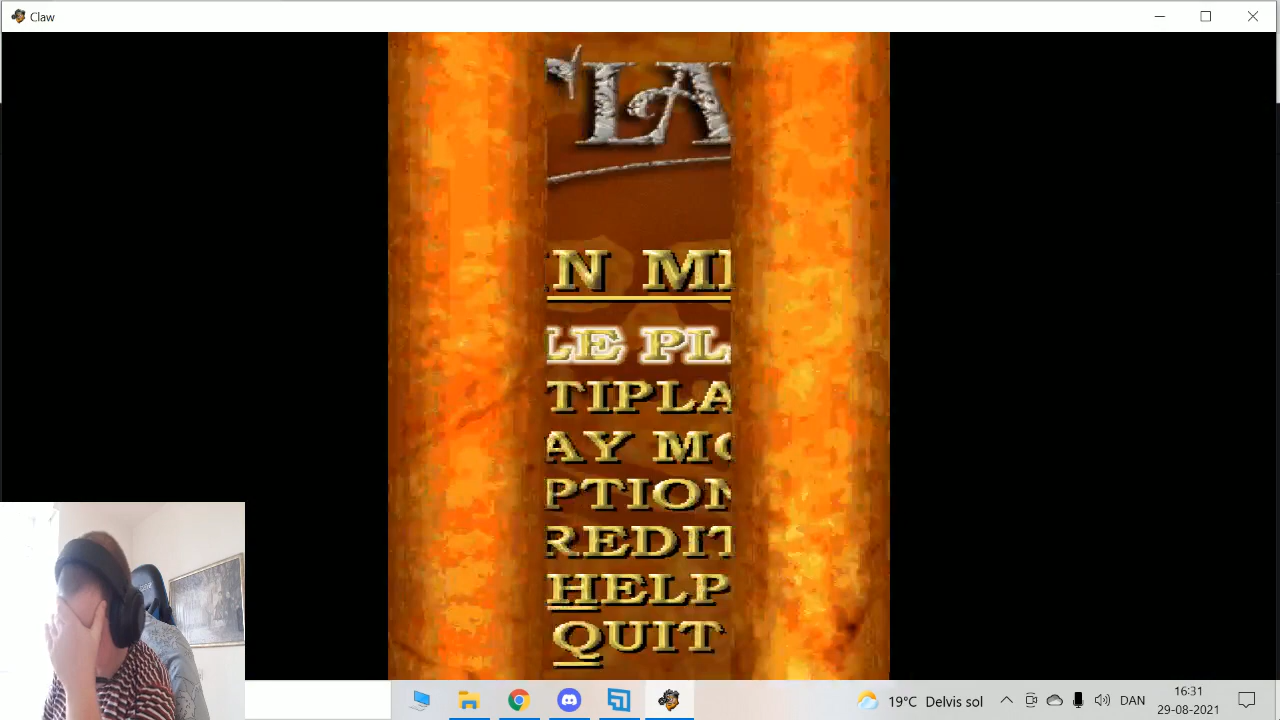 Claw
'LA
N MI
LE PL
TIPLA
AY MO
PTION
REDIT
HELP
QUIT
19°C Delvis sol
DAN
16:31
29-08-2021